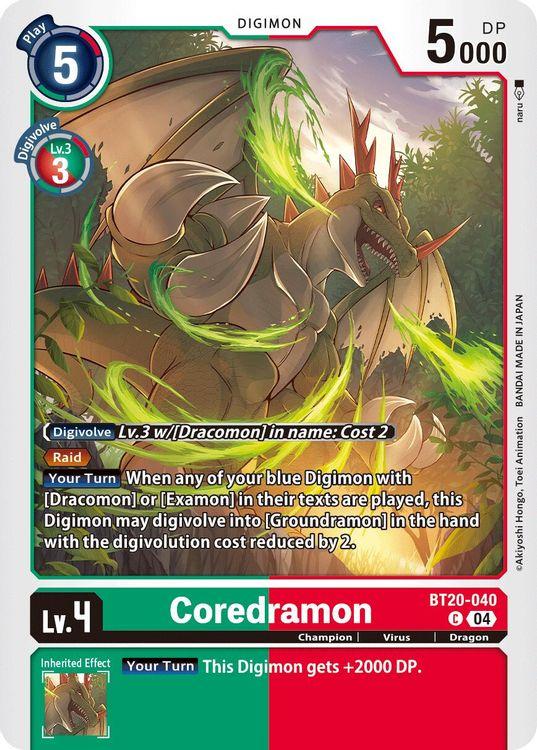 DIGIMON
Play
5
DP
5000
Digivolve
Lv.3
3
naru
Digivolve Lv.3 w/[Dracomon] in name: Cost 2
Raid
Your Turn When any of your blue Digimon with
[Dracomon] or [Examon] in their texts are played, this
Digimon may digivolve into [Groundramon] in the hand
with the digivolution cost reduced by 2.
©Akiyoshi Hongo, Toei Animation BANDAI MADE IN JAPAN
Lv.4
Coredramon
BT20-040
C 04
Champion | Virus | Dragon
Inherited Effect
Your Turn This Digimon gets +2000 DP.